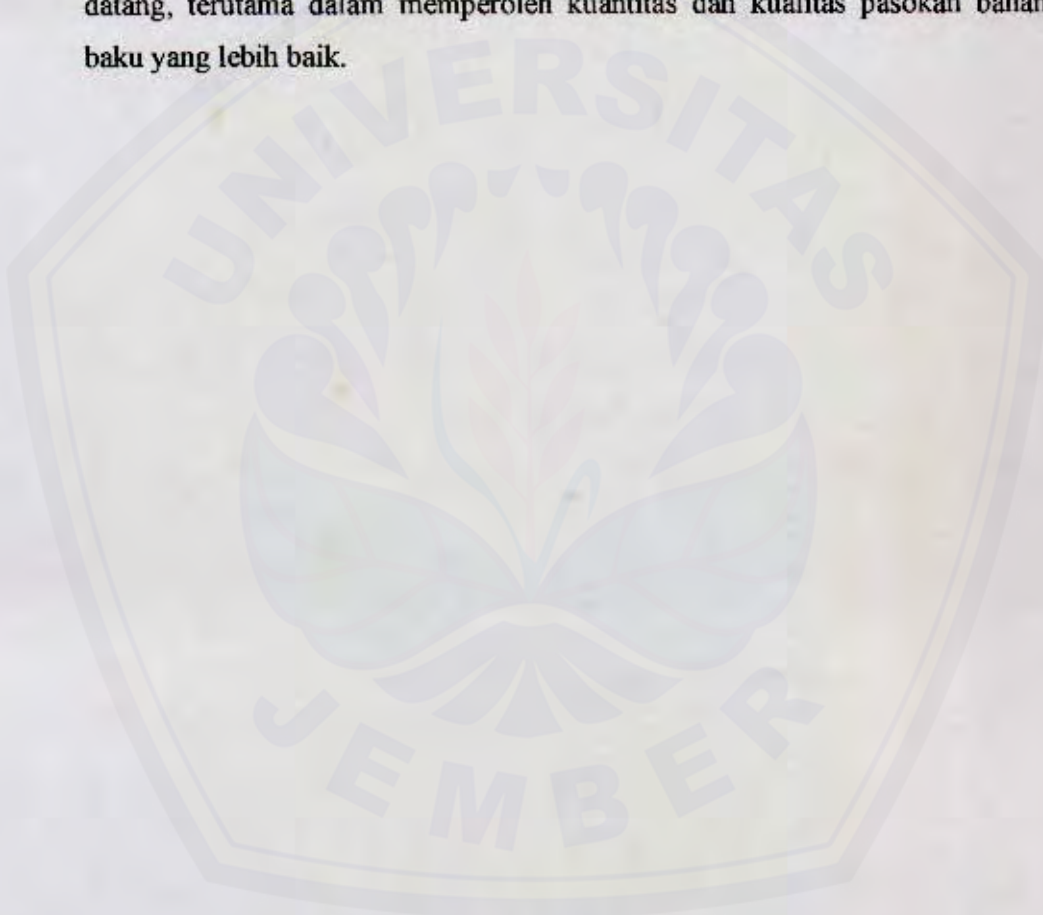 datang, terutama dalam memperoleh kuantitas dan kualitas pasokan bahan
baku yang lebih baik.
UNIVERSITAS
JEMBER